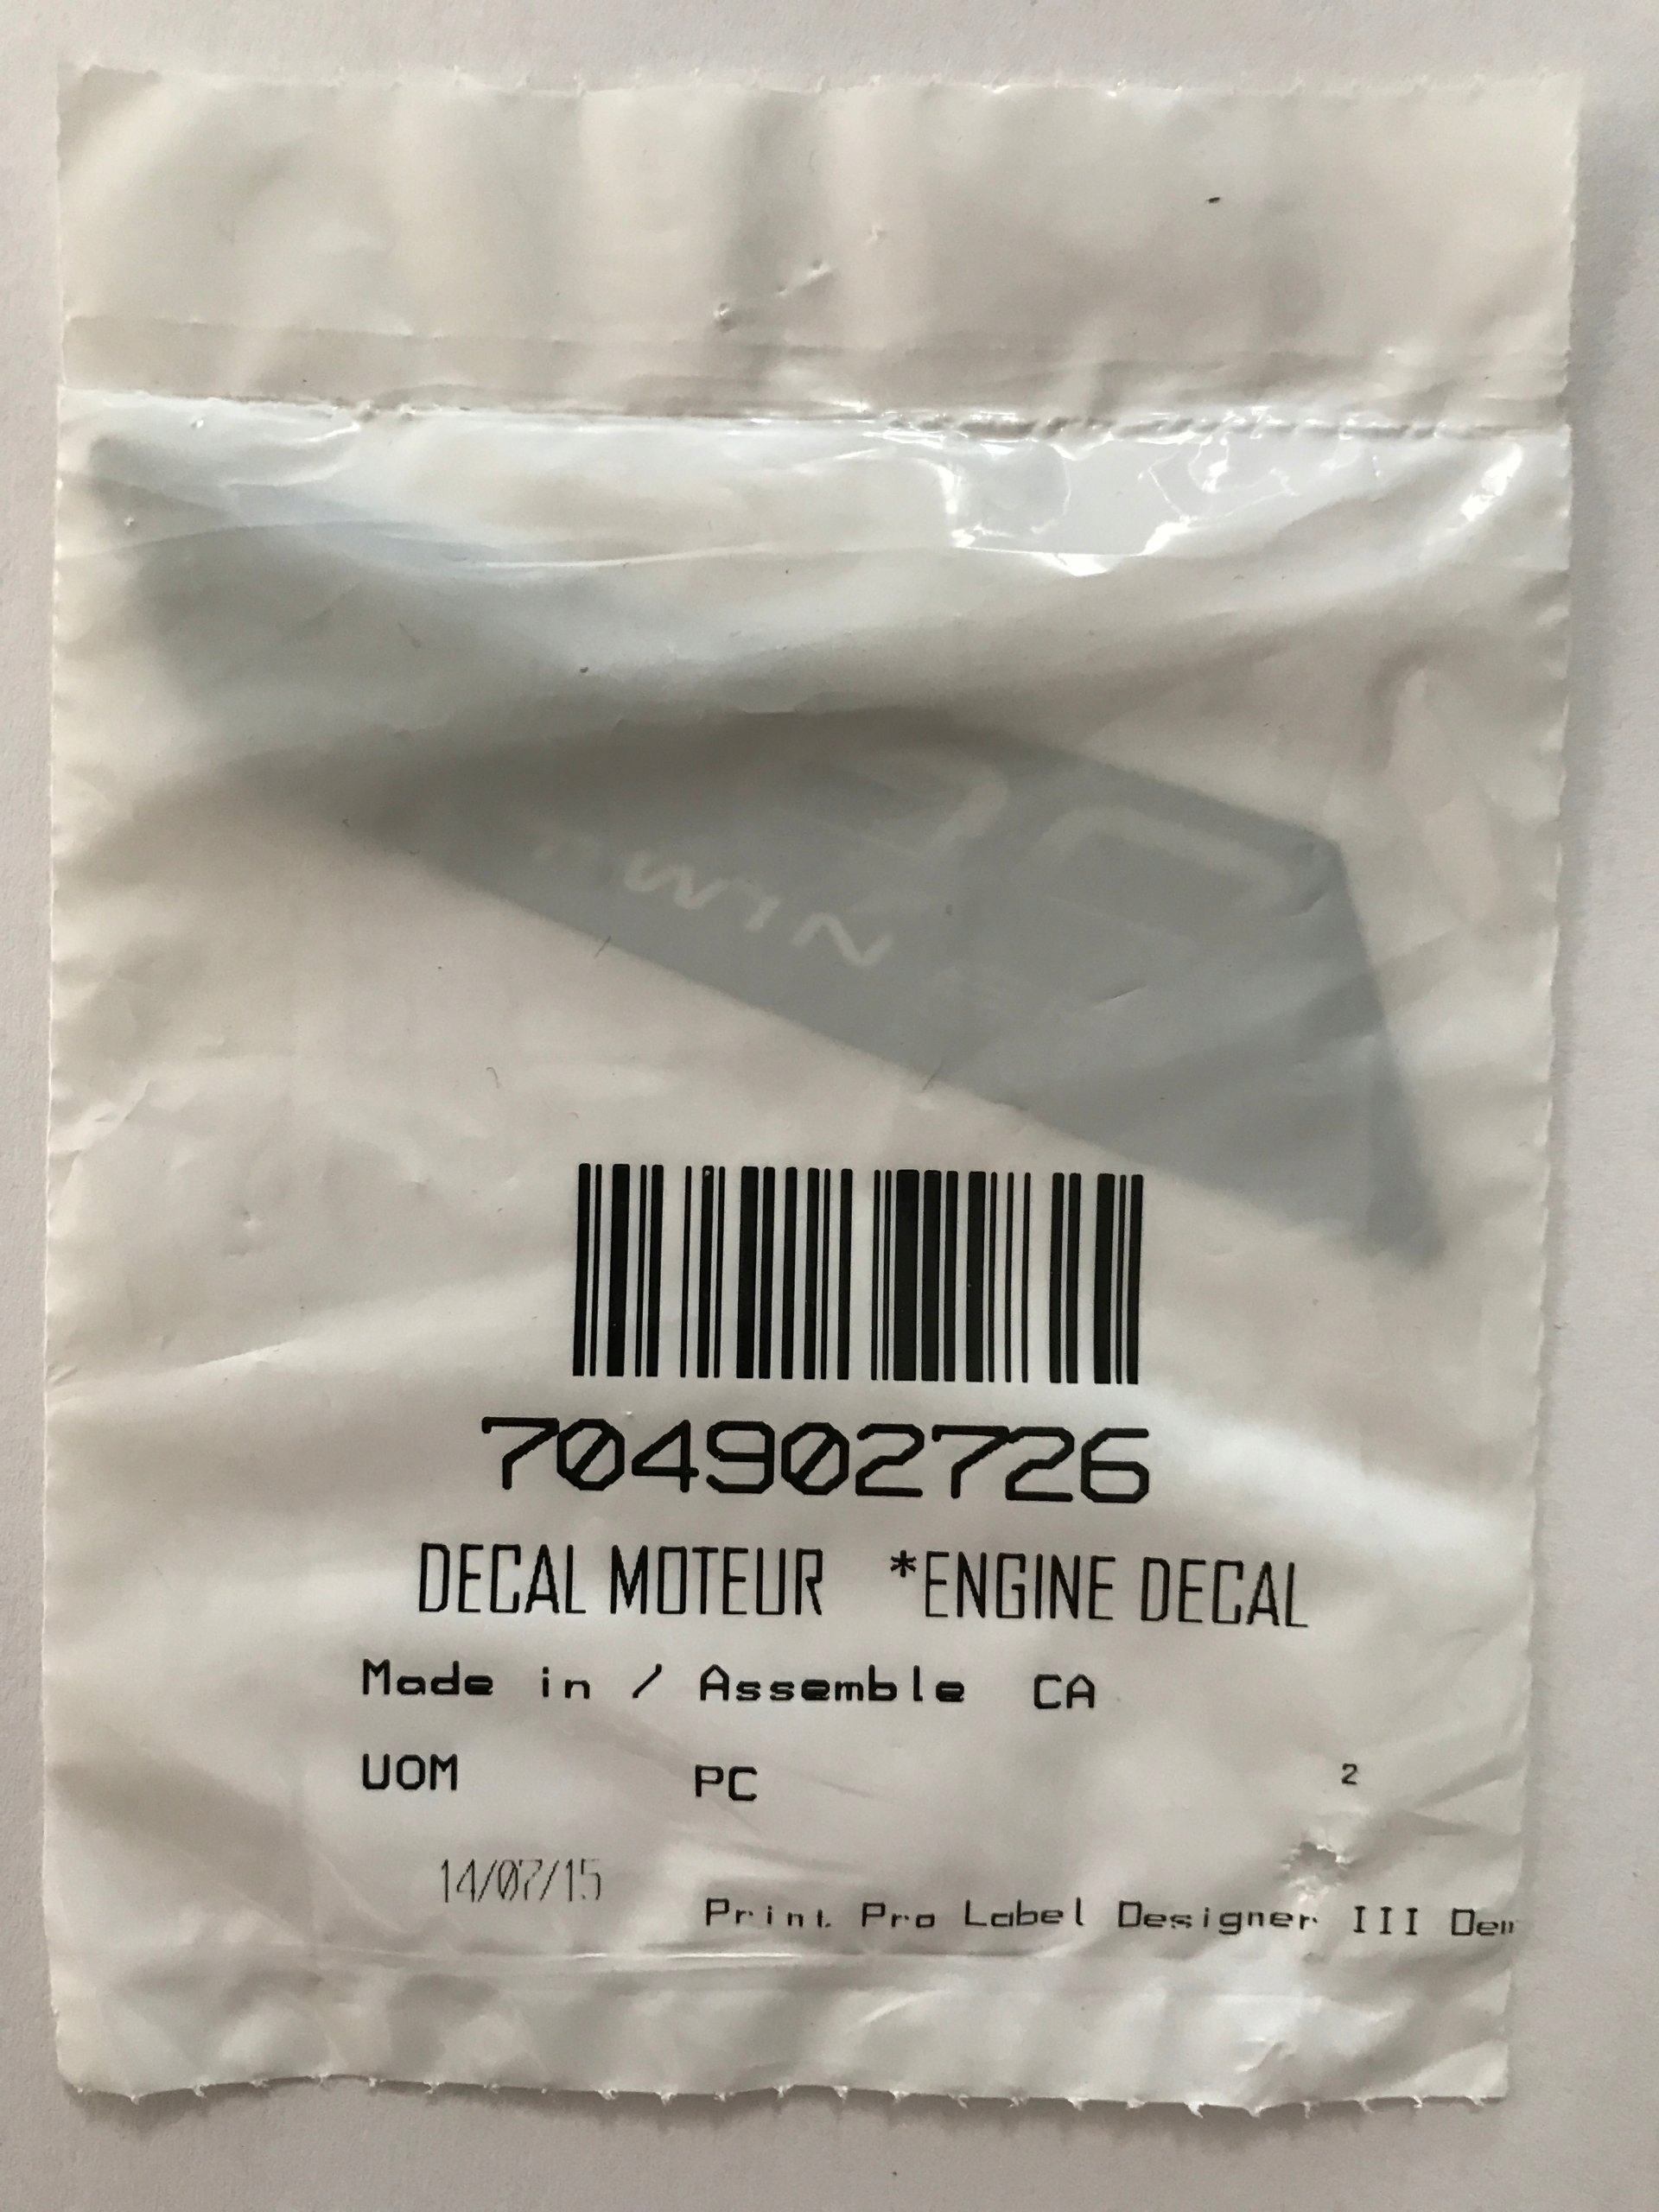 TWIN
704902726
DECAL MOTEUR *ENGINE DECAL
Made in / Assemble CA
UOM PC 2
14/07/15
Print Pro Label Designer III